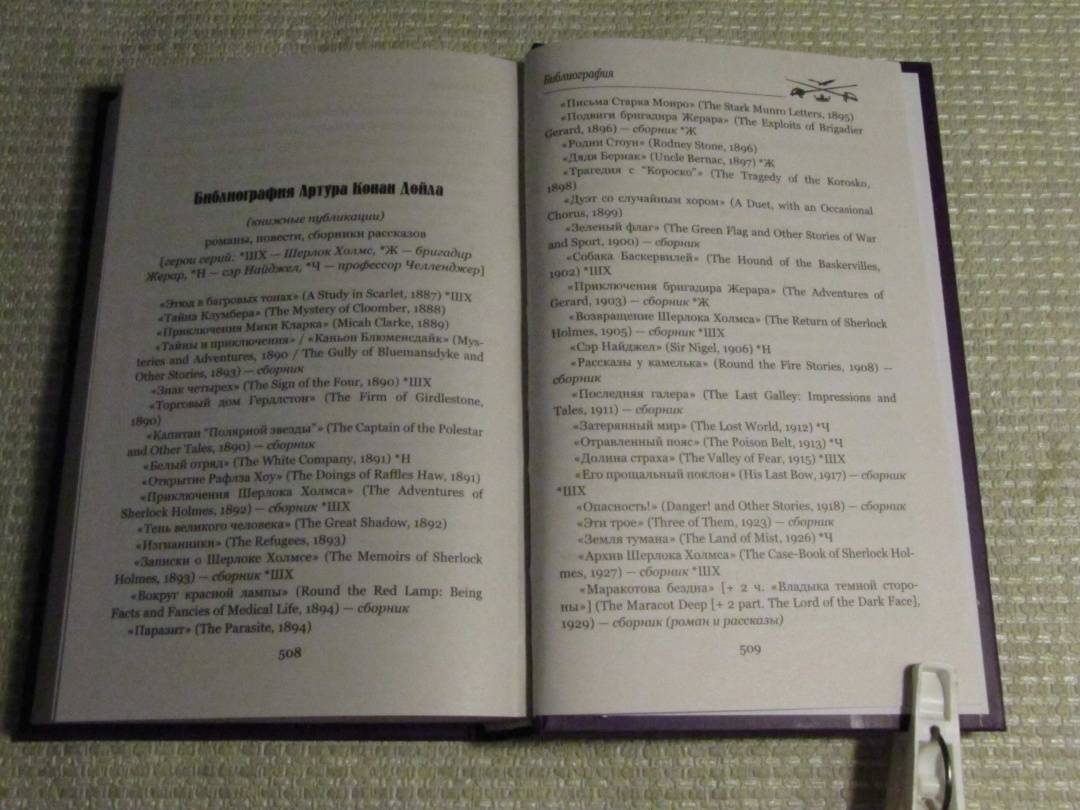 Библиография Артура Конан Дойла
(книжные публикации)
романы, повести, сборники рассказов
[герои серий: *ШХ — Шерлок Холмс, *Ж — бригадир
Жерар, *Н — сэр Найджел, *Ч — профессор Челленджер]
«Этюд в багровых тонах» (A Study in Scarlet, 1887) *ШХ
«Тайна Клумбера» (The Mystery of Cloomber, 1888)
«Приключения Мики Кларка» (Micah Clarke, 1889)
«Тайны и приключения» / «Каньон Блюменсдайк» (Mys-
teries and Adventures, 1890 / The Gully of Bluemansdyke and
Other Stories, 1893) — сборник
«Знак четырех» (The Sign of the Four, 1890) *ШХ
«Торговый дом Гердлстон» (The Firm of Girdlestone,
1890)
«Капитан "Полярной звезды"» (The Captain of the Polestar
and Other Tales, 1890) — сборник
«Белый отряд» (The White Company, 1891) *Н
«Открытие Рафлза Хоу» (The Doings of Raffles Haw, 1891)
«Приключения Шерлока Холмса» (The Adventures of
Sherlock Holmes, 1892) — сборник *ШХ
«Тень великого человека» (The Great Shadow, 1892)
«Изгнанники» (The Refugees, 1893)
«Записки о Шерлоке Холмсе» (The Memoirs of Sherlock
Holmes, 1893) — сборник *ШХ
«Вокруг красной лампы» (Round the Red Lamp: Being
Facts and Fancies of Medical Life, 1894) — сборник
«Паразит» (The Parasite, 1894)
508
Библиография
«Письма Старка Монро» (The Stark Munro Letters, 1895)
«Подвиги бригадира Жерара» (The Exploits of Brigadier
Gerard, 1896) — сборник *Ж
«Родни Стоун» (Rodney Stone, 1896)
«Дядя Бернак» (Uncle Bernac, 1897) *Ж
«Трагедия с "Короско"» (The Tragedy of the Korosko,
1898)
«Дуэт со случайным хором» (A Duet, with an Occasional
Chorus, 1899)
«Зеленый флаг» (The Green Flag and Other Stories of War
and Sport, 1900) — сборник
«Собака Баскервилей» (The Hound of the Baskervilles,
1902) *ШХ
«Приключения бригадира Жерара» (The Adventures of
Gerard, 1903) — сборник *Ж
«Возвращение Шерлока Холмса» (The Return of Sherlock
Holmes, 1905) — сборник *ШХ
«Сэр Найджел» (Sir Nigel, 1906) *Н
«Рассказы у камелька» (Round the Fire Stories, 1908) —
сборник
«Последняя галера» (The Last Galley: Impressions and
Tales, 1911) — сборник
«Затерянный мир» (The Lost World, 1912) *Ч
«Отравленный пояс» (The Poison Belt, 1913) *Ч
«Долина страха» (The Valley of Fear, 1915) *ШХ
«Его прощальный поклон» (His Last Bow, 1917) — сборник
*ШХ
«Опасность!» (Danger! and Other Stories, 1918) — сборник
«Эти трое» (Three of Them, 1923) — сборник
«Земля тумана» (The Land of Mist, 1926) *Ч
«Архив Шерлока Холмса» (The Case-Book of Sherlock Hol-
mes, 1927) — сборник *ШХ
«Маракотова бездна» [+ 2 ч. «Владыка темной сторо-
ны»] (The Maracot Deep [+ 2 part. The Lord of the Dark Face],
1929) — сборник (роман и рассказы)
509